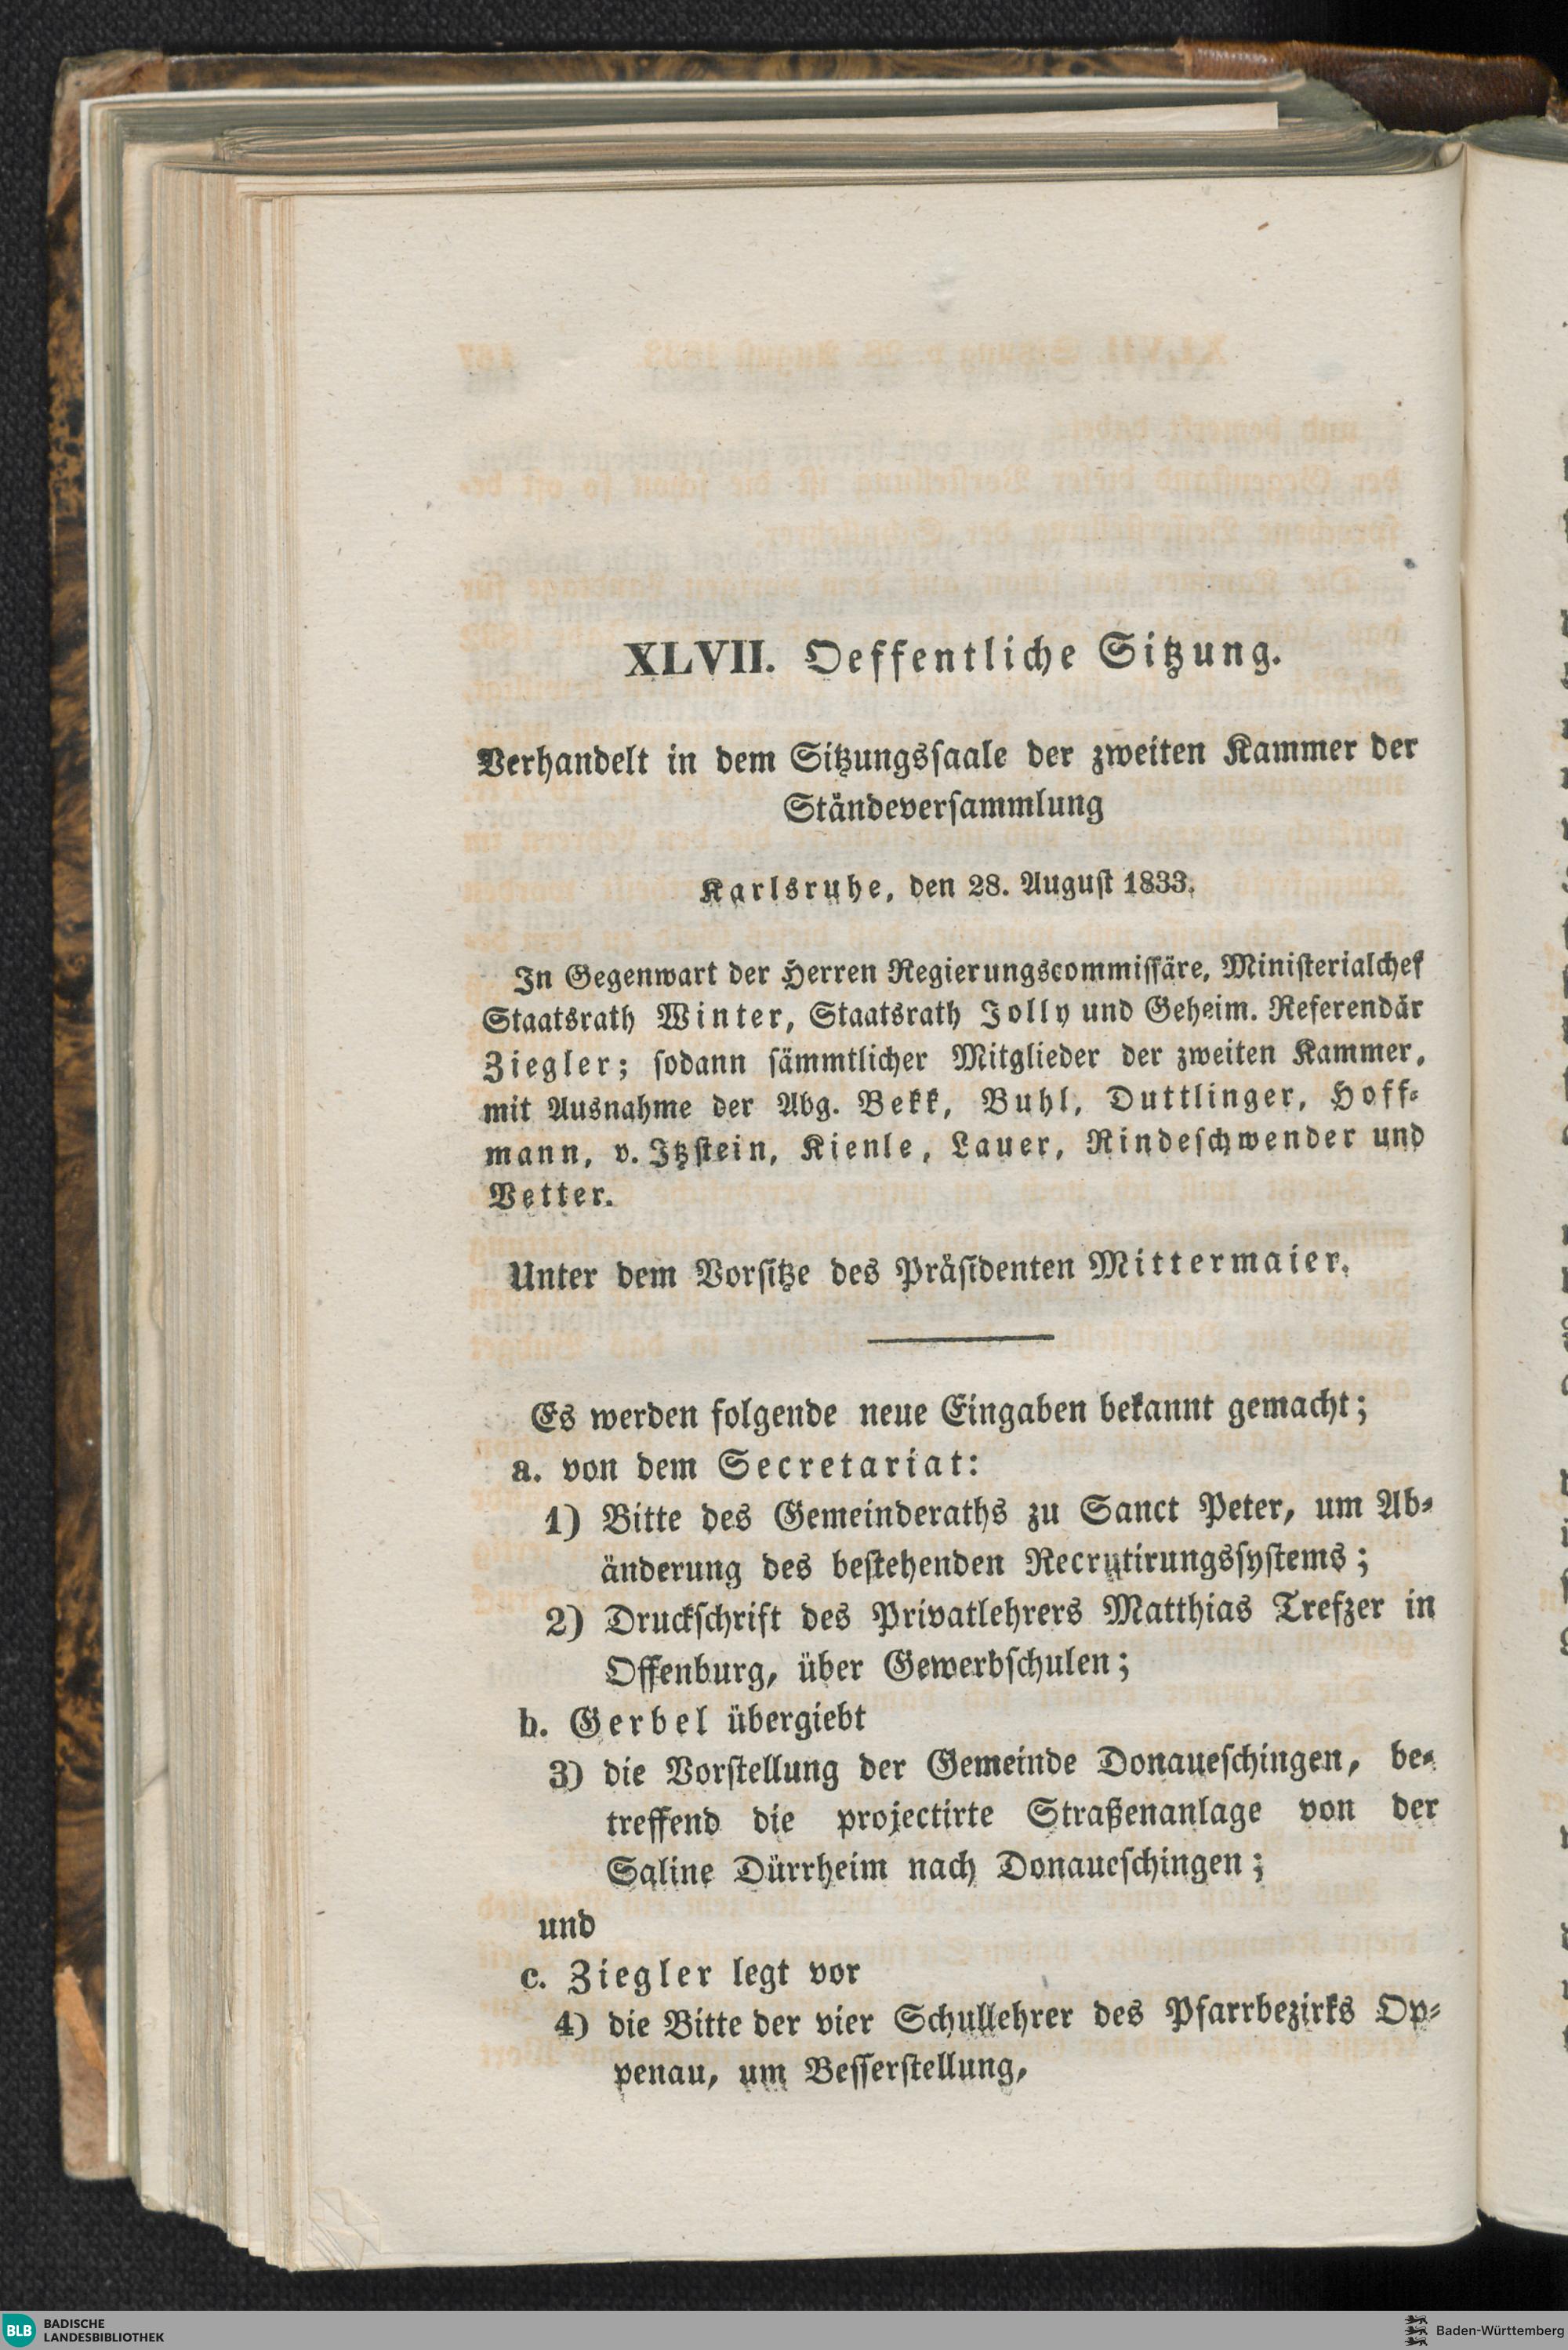 XLVII. Oeffentliche Sitzung.
Verhandelt in dem Sitzungssaale der zweiten Kammer der
Ständeversammlung
Karlsruhe, den 28. August 1833.
In Gegenwart der Herren Regierungscommissäre, Ministerialchef
Staatsrath Winter, Staatsrath Jolly und Geheim. Referendär
Ziegler; sodann sämmtlicher Mitglieder der zweiten Kammer,
mit Ausnahme der Abg. Bekk, Buhl, Duttlinger, Hoff-
mann, v. Itzstein, Kienle, Lauer, Rindeschwender und
Vetter.
Unter dem Vorsitze des Präsidenten Mittermaier.
Es werden folgende neue Eingaben bekannt gemacht;
a. von dem Secretariat:
1) Bitte des Gemeinderaths zu Sanct Peter, um Ab-
änderung des bestehenden Recrutirungssystems;
2) Druckschrift des Privatlehrers Matthias Trefzer in
Offenburg, über Gewerbschulen;
b. Gerbel übergiebt
3) die Vorstellung der Gemeinde Donaueschingen, be-
treffend die projectirte Straßenanlage von der
Saline Dürrheim nach Donaueschingen;
und
c. Ziegler legt vor
4) die Bitte der vier Schullehrer des Pfarrbezirks Op-
penau, um Besserstellung,
BLB BADISCHE
LANDESBIBLIOTHEK
Baden-Württemberg